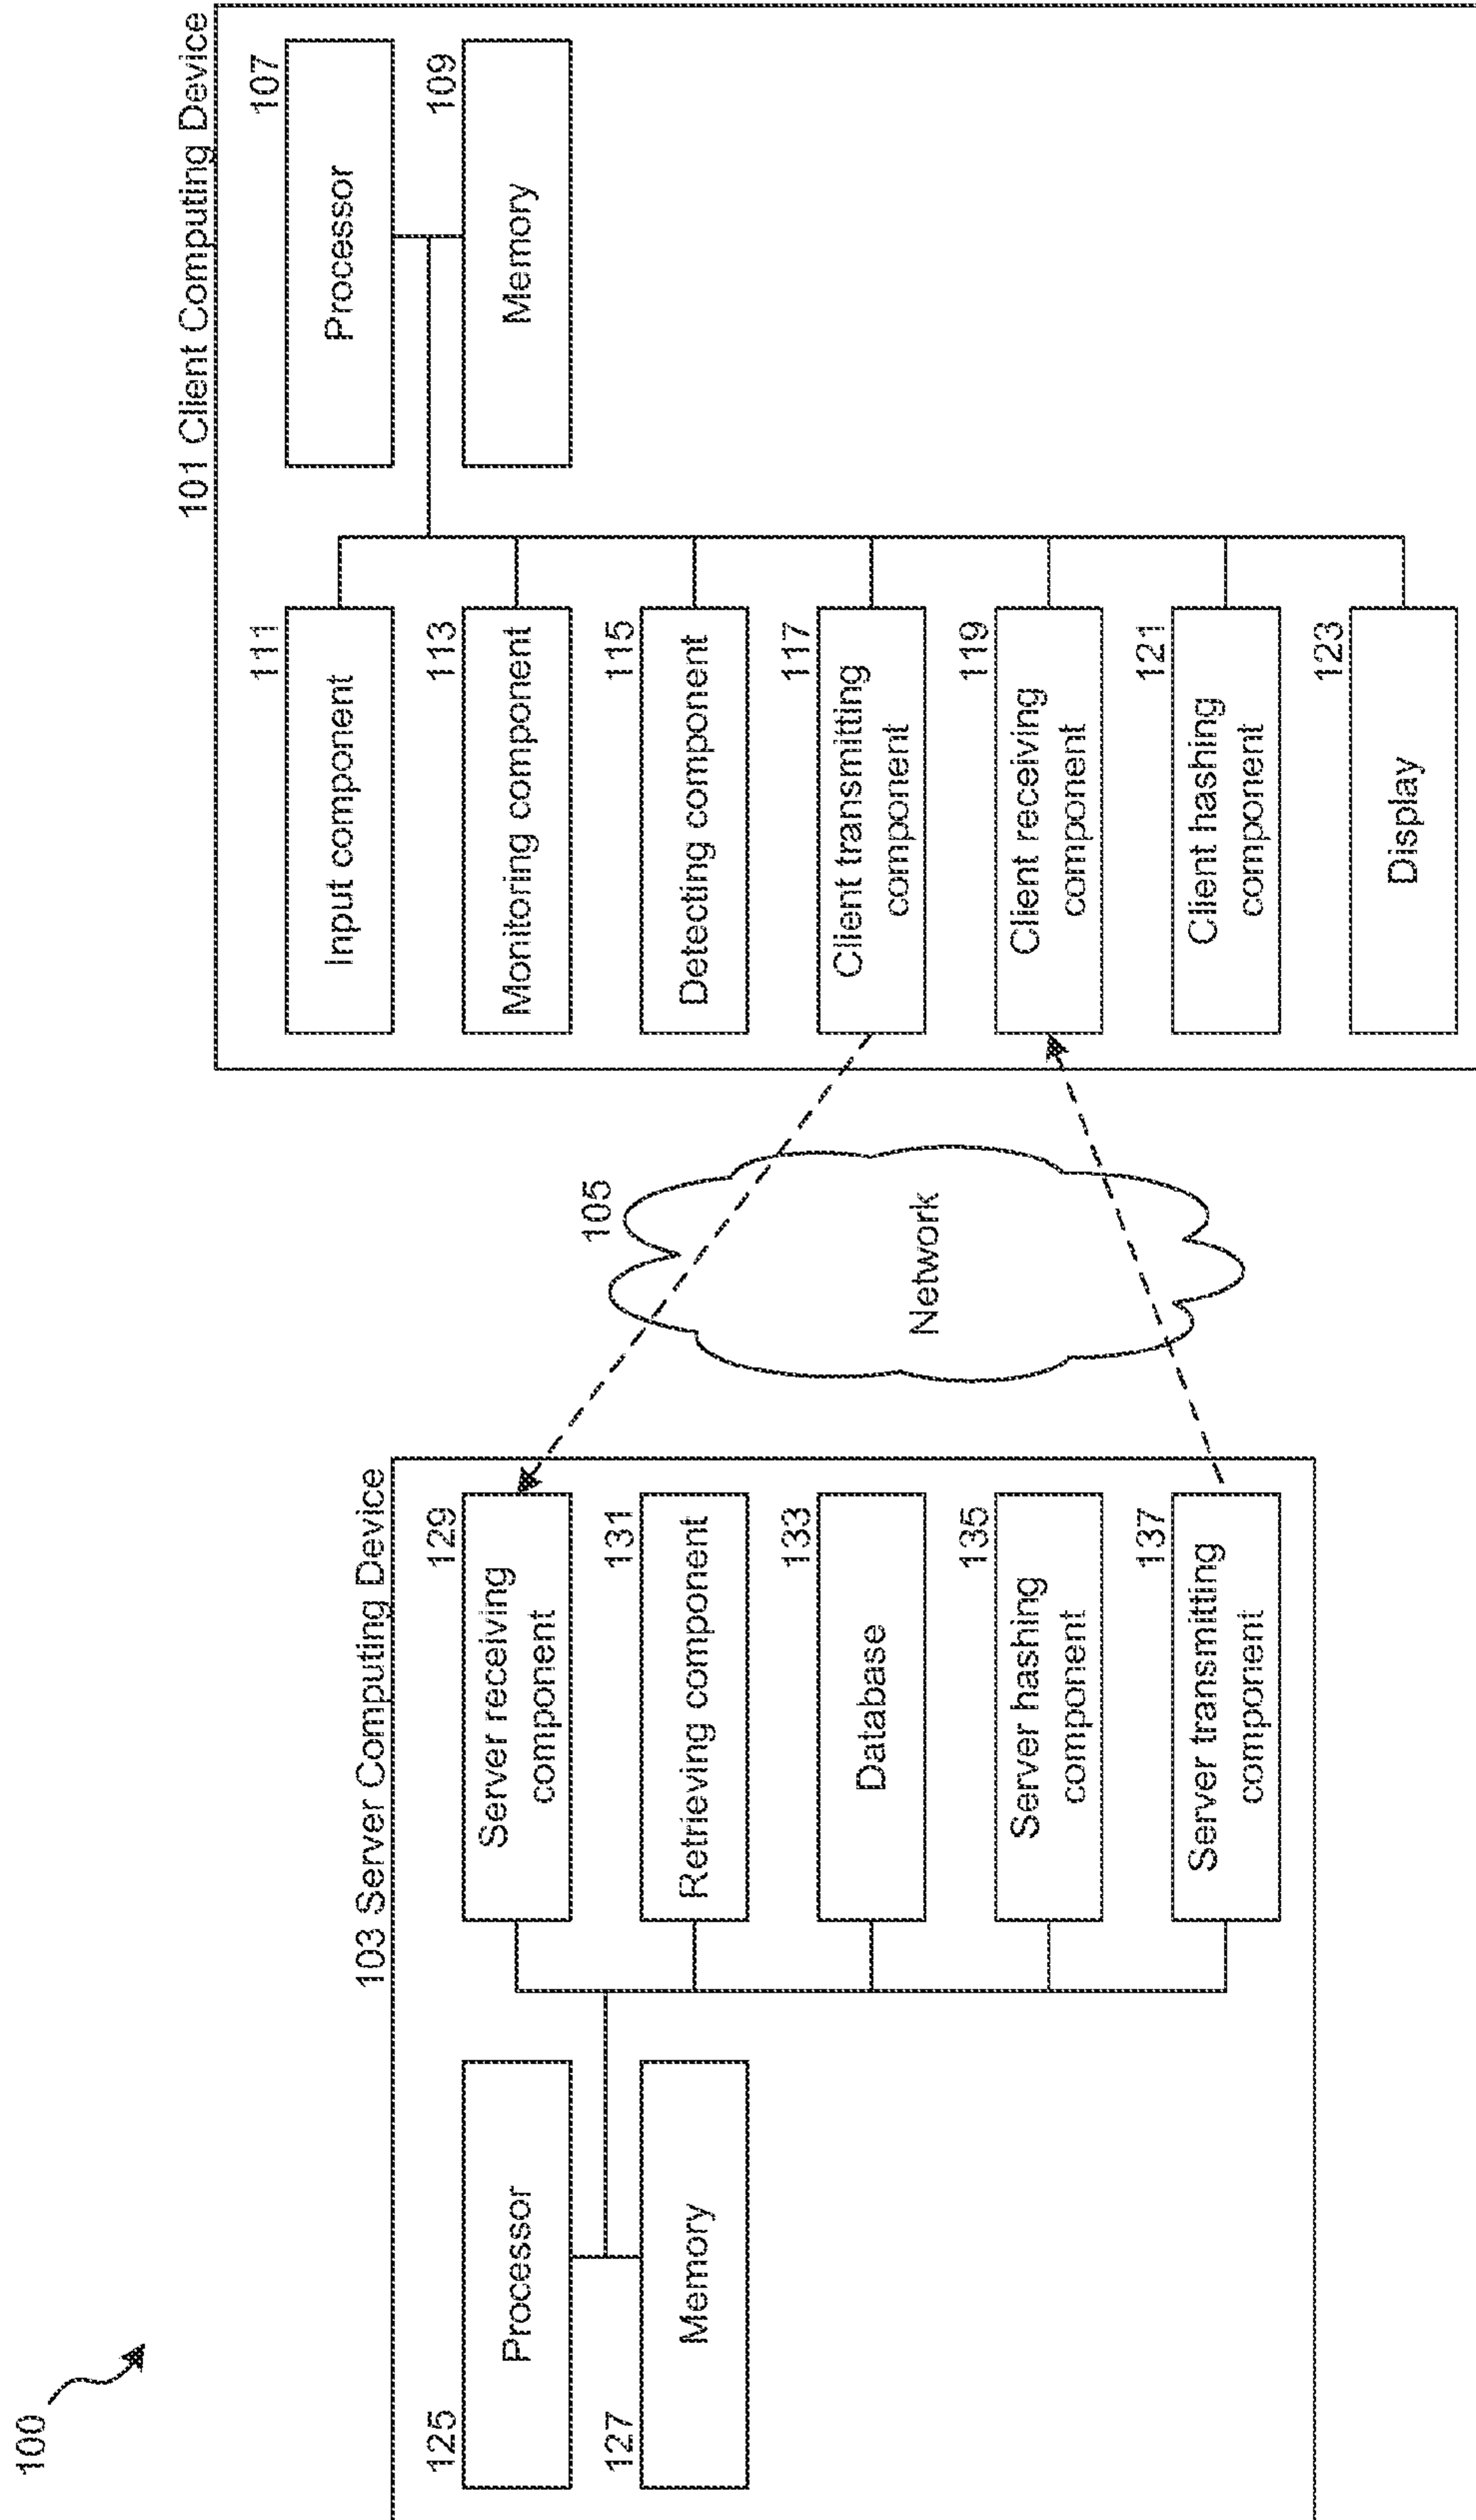 100
103 Server Computing Device
125
Processor
127
Memory
129
Server receiving
component
131
Retrieving component
133
Database
135
Server hashing
component
137
Server transmitting
component
105
Network
101 Client Computing Device
111
Input component
113
Monitoring component
115
Detecting component
117
Client transmitting
component
119
Client receiving
component
121
Client hashing
component
123
Display
107
Processor
109
Memory